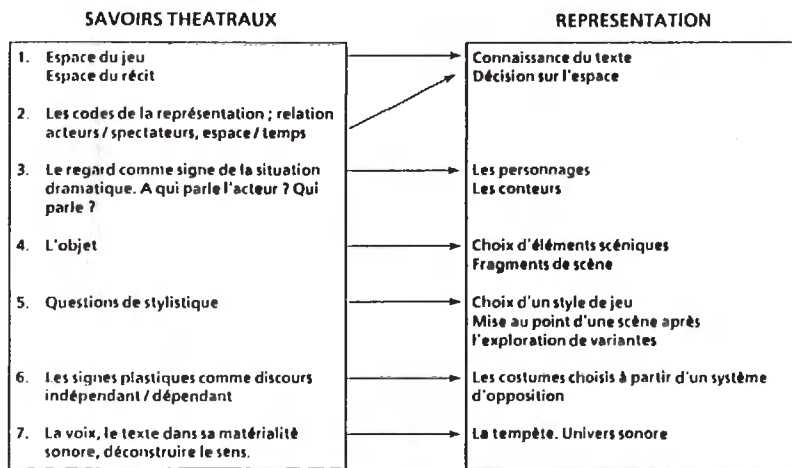 SAVOIRS THEATRAUX
1. Espace du jeu
Espace du récit
2. Les codes de la représentation ; relation
acteurs / spectateurs, espace / temps
3. Le regard comme signe de la situation
dramatique. A qui parle l'acteur ? Qui
parle ?
4. L'objet
5. Questions de stylistique
6. Les signes plastiques comme discours
indépendant / dépendant
7. La voix, le texte dans sa matérialité
sonore, déconstruire le sens.
REPRESENTATION
Connaissance du texte
Décision sur l'espace
Les personnages
Les conteurs
Choix d'éléments scéniques
Fragments de scène
Choix d'un style de jeu
Mise au point d'une scène après
l'exploration de variantes
Les costumes choisis à partir d'un système
d'opposition
La tempête. Univers sonore